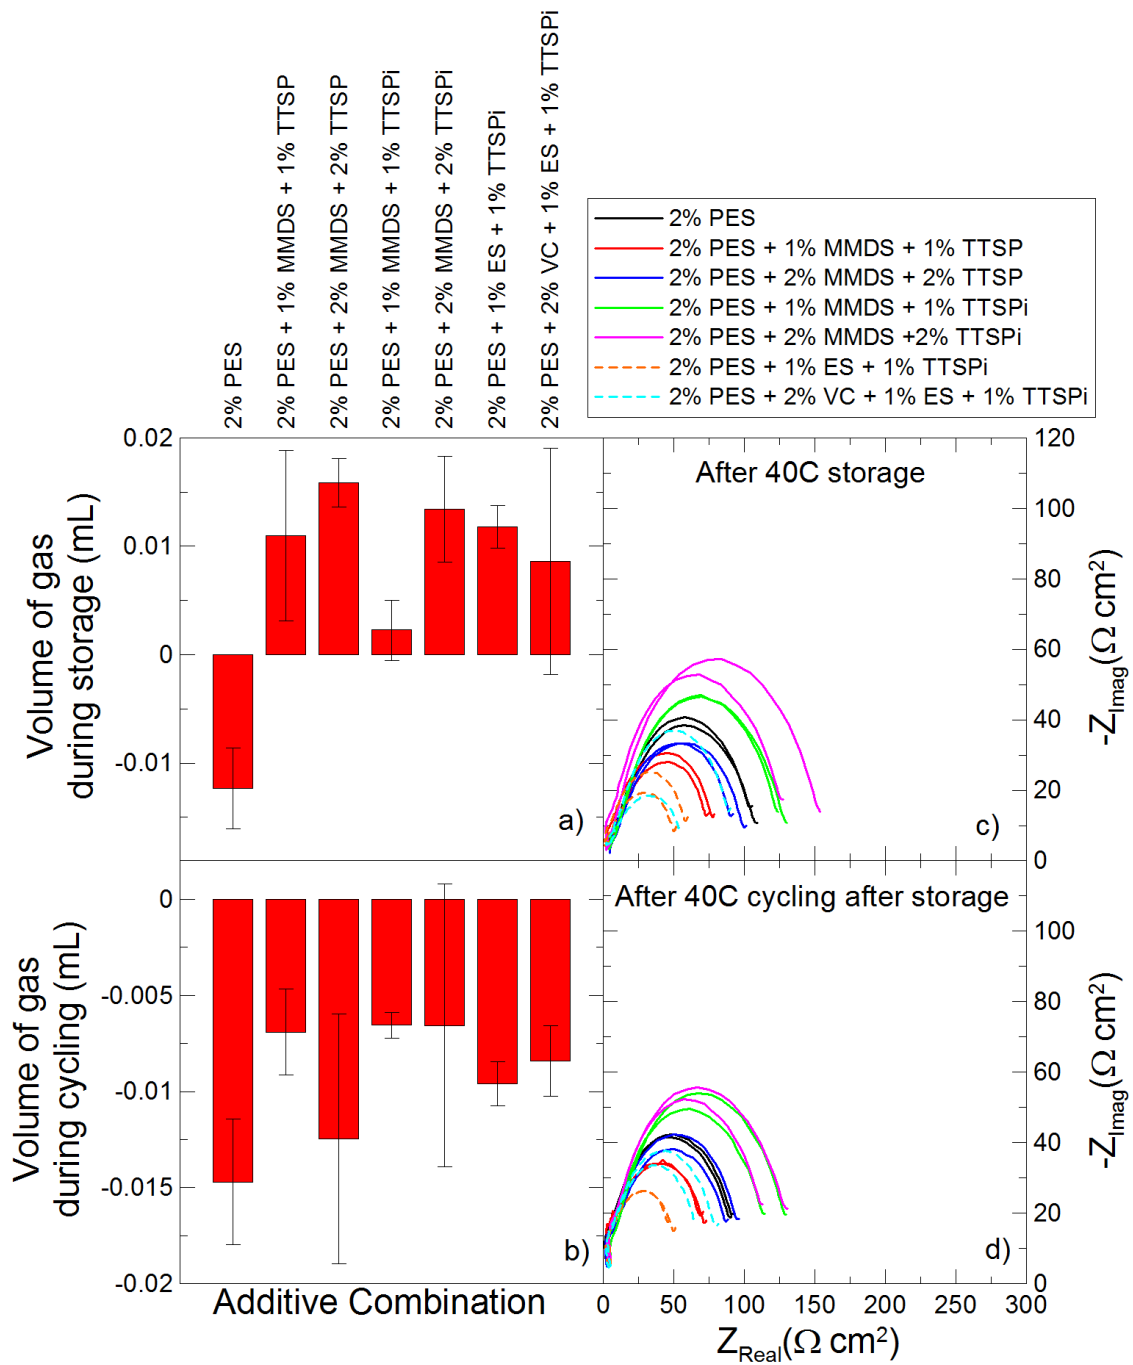 2% PES
2% PES + 1% MMDS + 1% TTSP
2% PES + 2% MMDS + 2% TTSP
2% PES + 1% MMDS + 1% TTSPi
2% PES + 2% MMDS + 2% TTSPi
2% PES + 1% ES + 1% TTSPi
2% PES + 2% VC + 1% ES + 1% TTSPi
2% PES
2% PES + 1% MMDS + 1% TTSP
2% PES + 2% MMDS + 2% TTSP
2% PES + 1% MMDS + 1% TTSPi
2% PES + 2% MMDS +2% TTSPi
2% PES + 1% ES + 1% TTSPi
2% PES + 2% VC + 1% ES + 1% TTSPi
Volume of gas
during storage (mL)
0.02
0.01
0
-0.01
a)
After 40C storage
c)
120
100
80
60
40
20
0
-Z_Imag(Ω cm²)
Volume of gas
during cycling (mL)
0
-0.005
-0.01
-0.015
-0.02
b)
Additive Combination
After 40C cycling after storage
d)
100
80
60
40
20
0
-Z_Imag(Ω cm²)
0 50 100 150 200 250 300
Z_Real(Ω cm²)